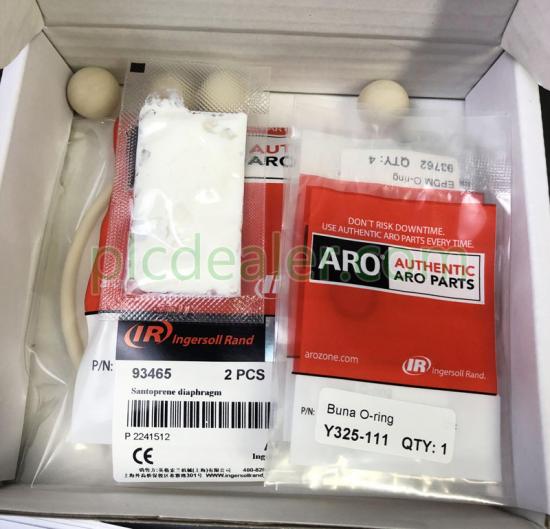 AUT
ARO
93762 QTY: 4
EPDM O-ring
DON'T RISK DOWNTIME.
USE AUTHENTIC ARO PARTS EVERY TIME.
ARO
AUTHENTIC
ARO PARTS
plcdealer.com
IR Ingersoll Rand
P/N:
93465 2 PCS
Santoprene diaphragm
P 2241512
CE
arozone.com
IR Ingersoll Rand.
P/N:
Buna O-ring
Y325-111 QTY: 1